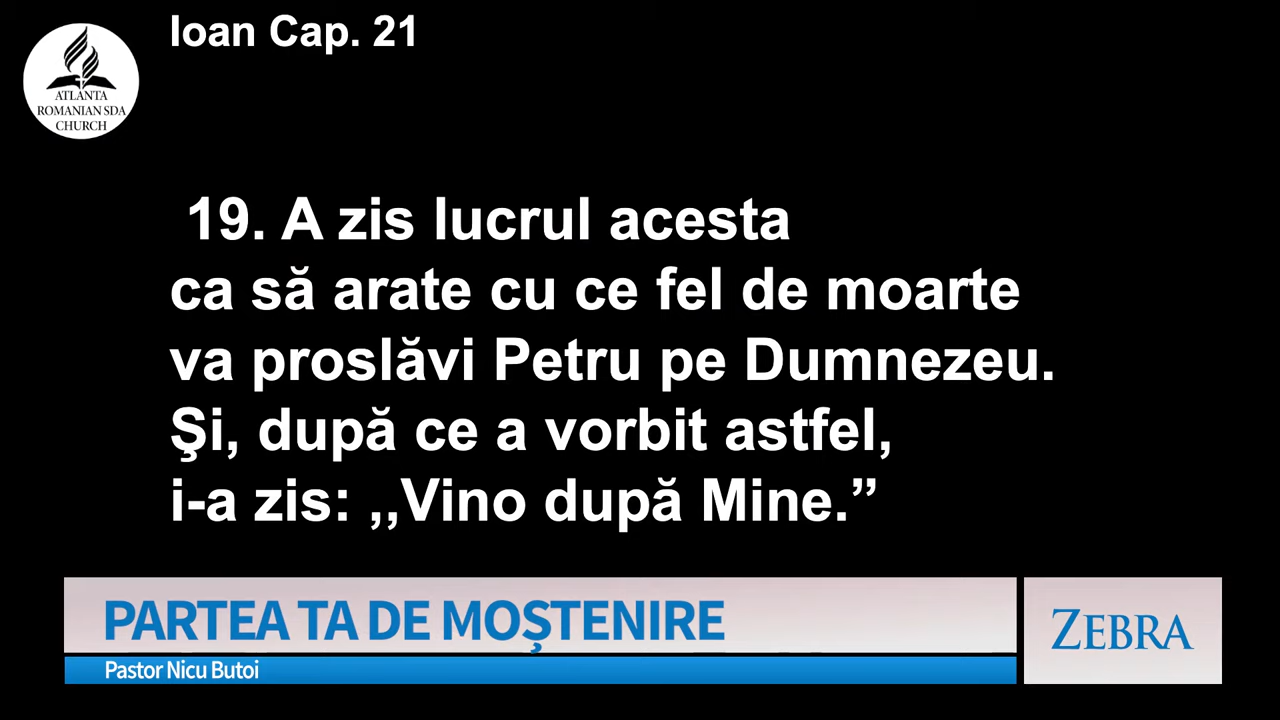 Ioan Cap. 21
ATLANTA
ROMANIAN SDA
CHURCH
19. A zis lucrul acesta
ca să arate cu ce fel de moarte
va proslăvi Petru pe Dumnezeu.
Şi, după ce a vorbit astfel,
i-a zis: ,,Vino după Mine.”
PARTEA TA DE MOȘTENIRE
Pastor Nicu Butoi
ZEBRA